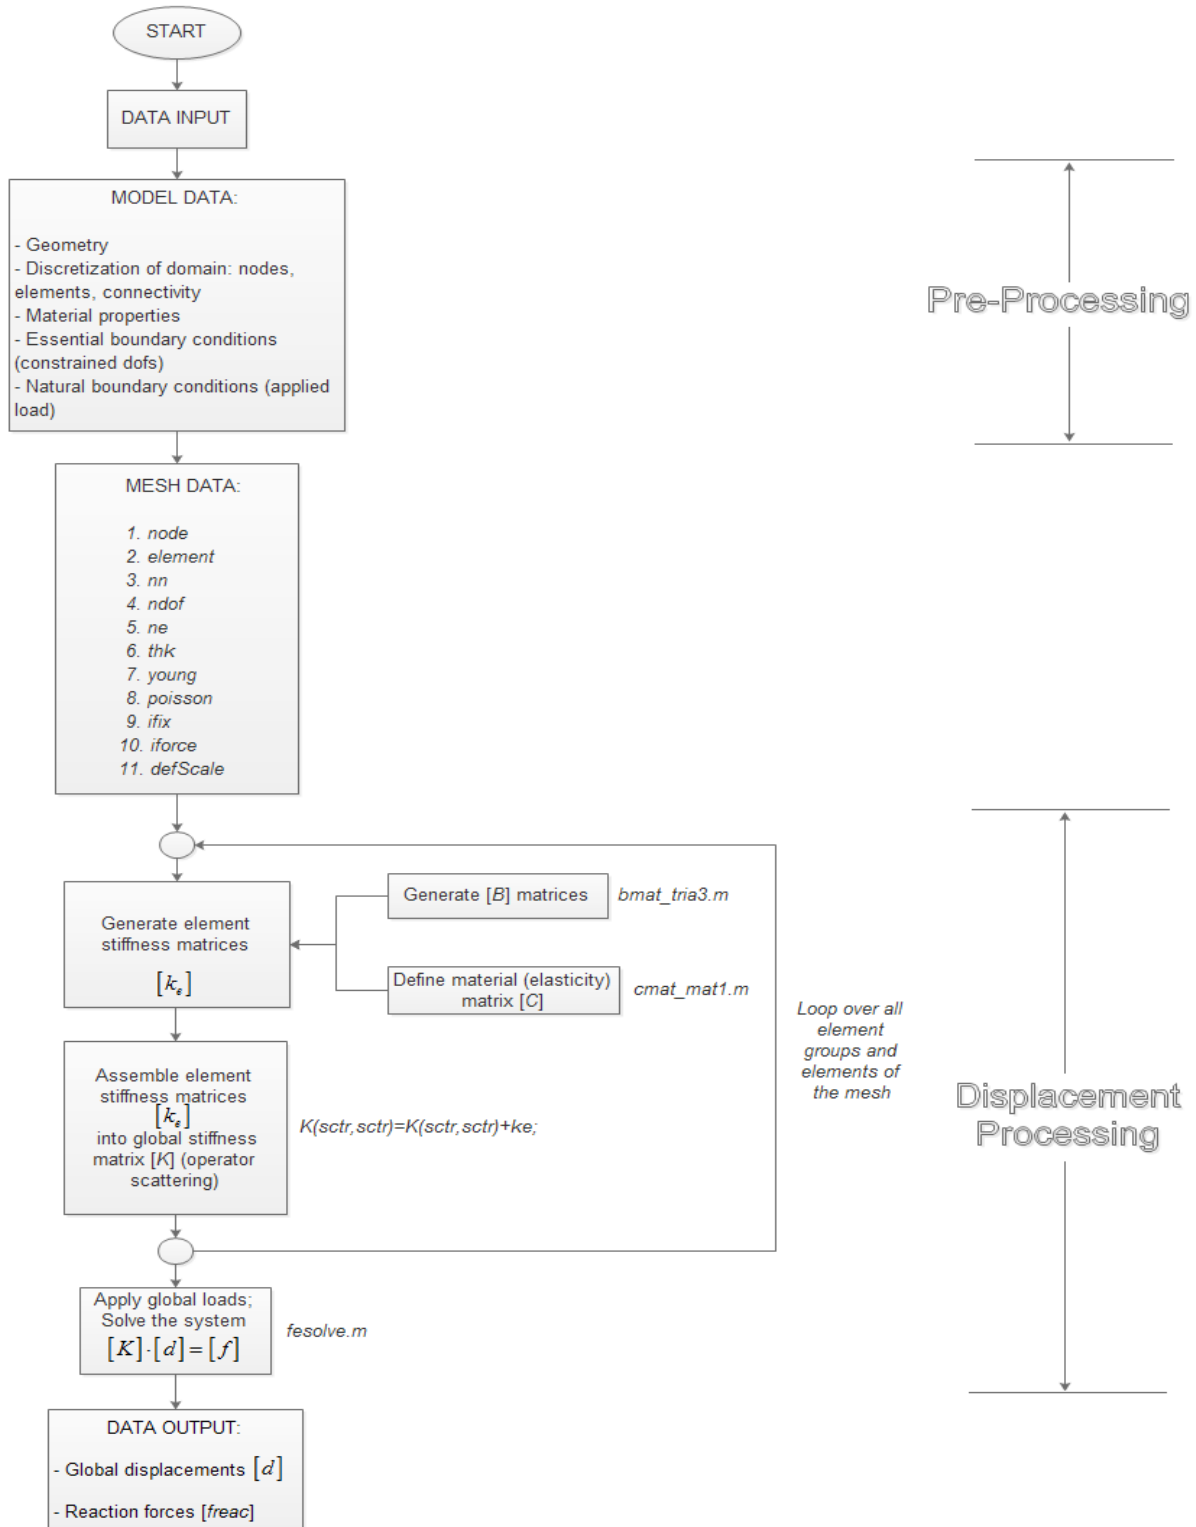 START
DATA INPUT
MODEL DATA:
- Geometry
- Discretization of domain: nodes,
elements, connectivity
- Material properties
- Essential boundary conditions
(constrained dofs)
- Natural boundary conditions (applied
load)
Pre-Processing
MESH DATA:
1. node
2. element
3. nn
4. ndof
5. ne
6. thk
7. young
8. poisson
9. ifix
10. iforce
11. defScale
Generate element
stiffness matrices
[kₑ]
Generate [B] matrices
bmat_tria3.m
Define material (elasticity)
matrix [C]
cmat_mat1.m
Loop over all
element
groups and
elements of
the mesh
Assemble element
stiffness matrices
[kₑ]
into global stiffness
matrix [K] (operator
scattering)
K(sctr,sctr)=K(sctr,sctr)+ke;
Displacement
Processing
Apply global loads;
Solve the system
[K]·[d]=[f]
fesolve.m
DATA OUTPUT:
- Global displacements [d]
- Reaction forces [freac]